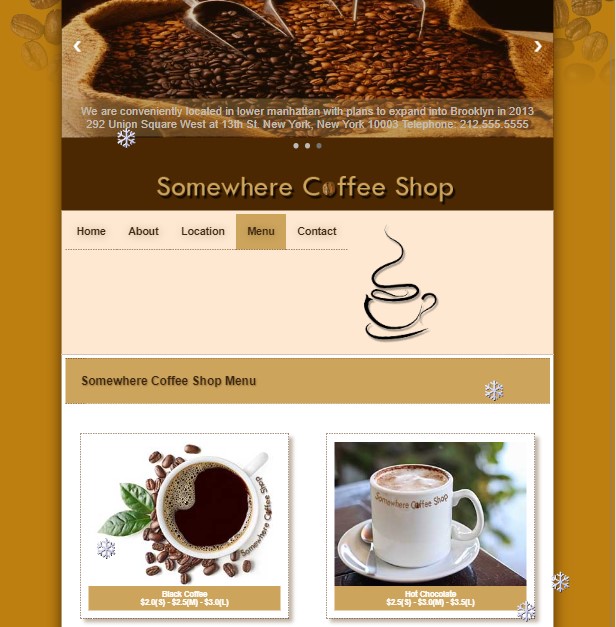 We are conveniently located in lower manhattan with plans to expand into Brooklyn in 2013
292 Union Square West at 13th St. New York, New York 10003 Telephone: 212.555.5555
Somewhere Coffee Shop
Home About Location Menu Contact
Somewhere Coffee Shop Menu
Somewhere Coffee Shop
Somewhere Coffee Shop
Black Coffee
$2.0(S) - $2.5(M) - $3.0(L)
Hot Chocolate
$2.5(S) - $3.0(M) - $3.5(L)